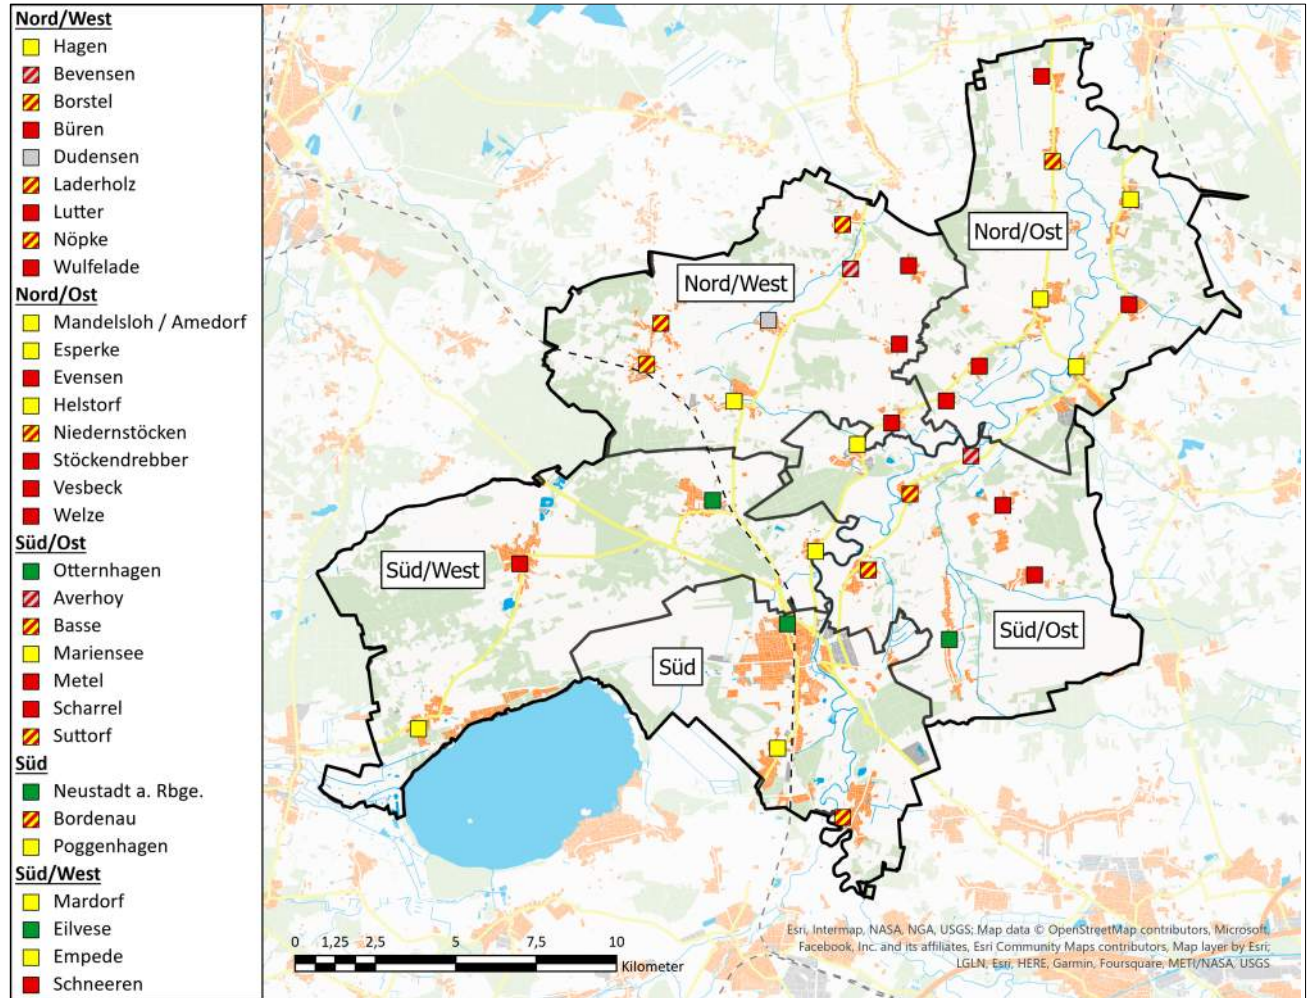 Nord/West
Hagen
Bevensen
Borstel
Büren
Dudensen
Laderholz
Lutter
Nöpke
Wulfelade
Nord/Ost
Mandelsloh / Amedorf
Esperke
Evensen
Helstorf
Niedernstöcken
Stöckendrebber
Vesbeck
Welze
Süd/Ost
Otternhagen
Averhoy
Basse
Mariensee
Metel
Scharrel
Suttorf
Süd
Neustadt a. Rbge.
Bordenau
Poggenhagen
Süd/West
Mardorf
Eilvese
Empede
Schneeren
Nord/Ost
Nord/West
Süd/West
Süd/Ost
Süd
0 1,25 2,5 5 7,5 10
Kilometer
Esri, Intermap, NASA, NGA, USGS; Map data © OpenStreetMap contributors, Microsoft,
Facebook, Inc. and its affiliates, Esri Community Maps contributors, Map layer by Esri;
LGLN, Esri, HERE, Garmin, Foursquare, METI/NASA, USGS